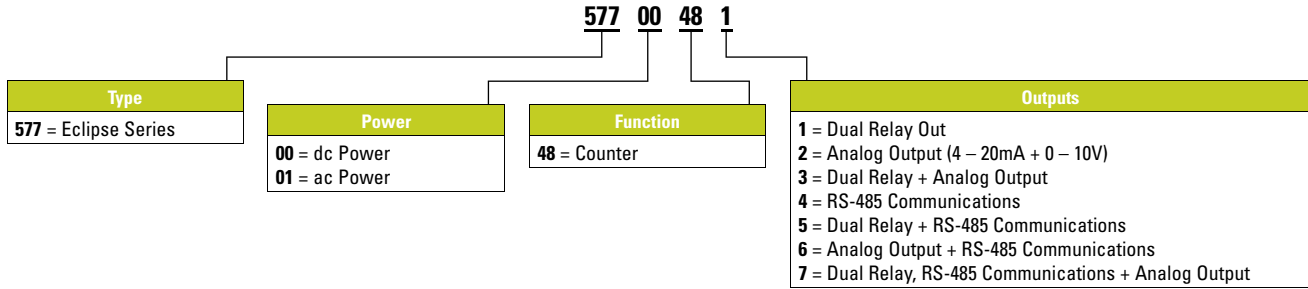 577 00 48 1
Type
577 = Eclipse Series
Power
00 = dc Power
01 = ac Power
Function
48 = Counter
Outputs
1 = Dual Relay Out
2 = Analog Output (4 – 20mA + 0 – 10V)
3 = Dual Relay + Analog Output
4 = RS-485 Communications
5 = Dual Relay + RS-485 Communications
6 = Analog Output + RS-485 Communications
7 = Dual Relay, RS-485 Communications + Analog Output